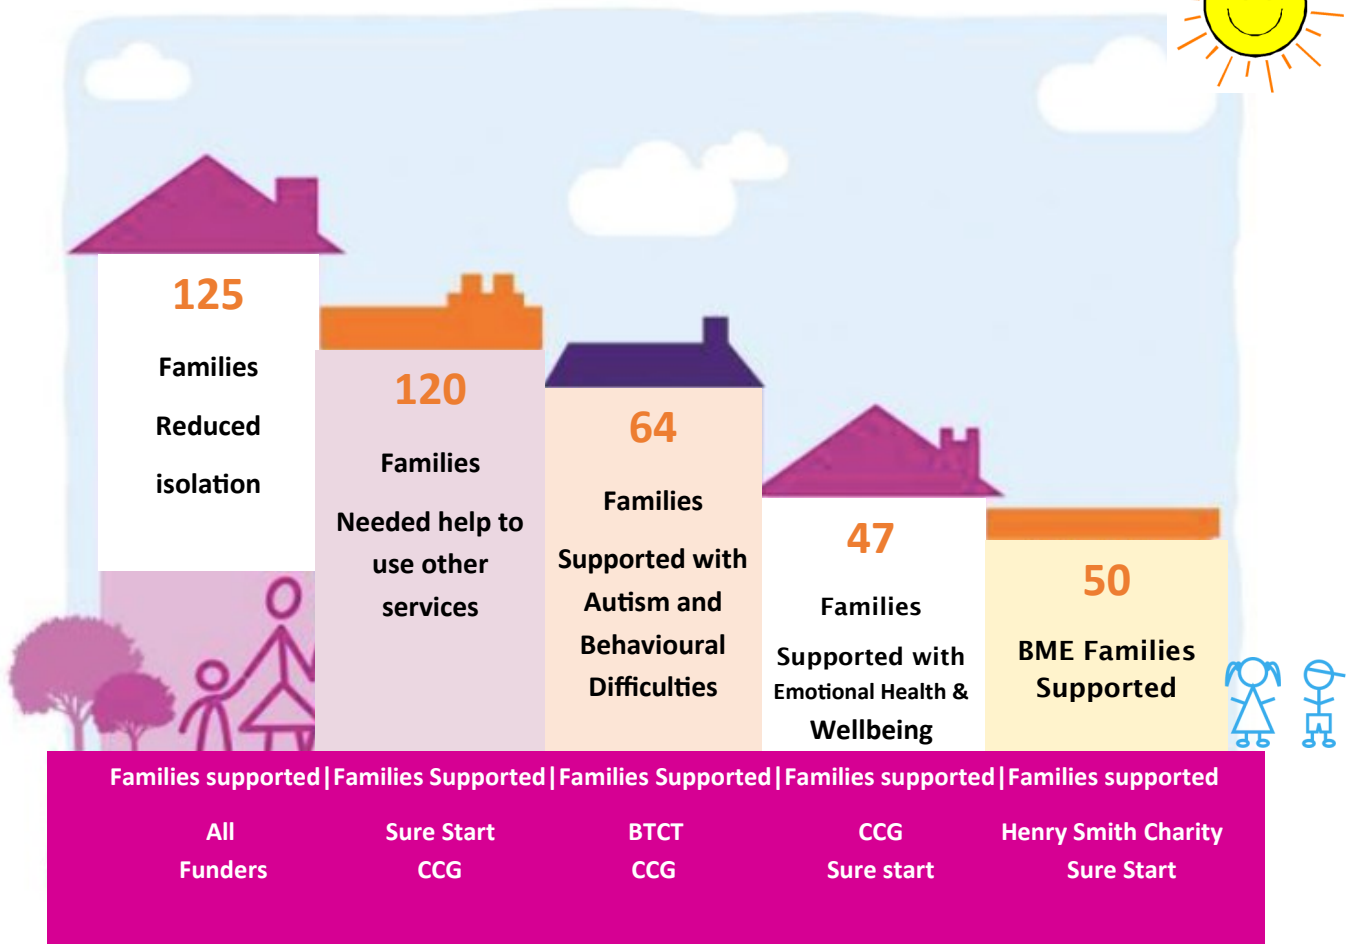 125
Families
Reduced
isolation
120
Families
Needed help to
use other
services
64
Families
Supported with
Autism and
Behavioural
Difficulties
47
Families
Supported with
Emotional Health &
Wellbeing
50
BME Families
Supported
Families supported|Families Supported|Families Supported|Families supported|Families supported
All
Funders
Sure Start
CCG
BTCT
CCG
CCG
Sure start
Henry Smith Charity
Sure Start